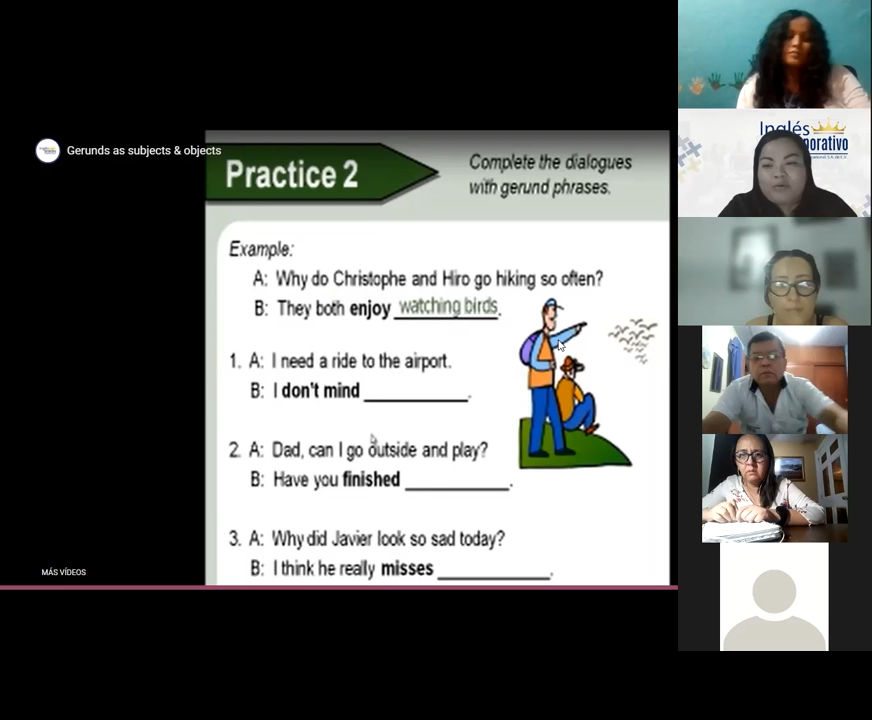 Gerunds as subjects & objects
Practice 2
Complete the dialogues
with gerund phrases.
Example:
A: Why do Christophe and Hiro go hiking so often?
B: They both enjoy watching birds.
1. A: I need a ride to the airport.
B: I don't mind __________.
2. A: Dad, can I go outside and play?
B: Have you finished __________.
3. A: Why did Javier look so sad today?
B: I think he really misses __________.
MÁS VÍDEOS
Inglés